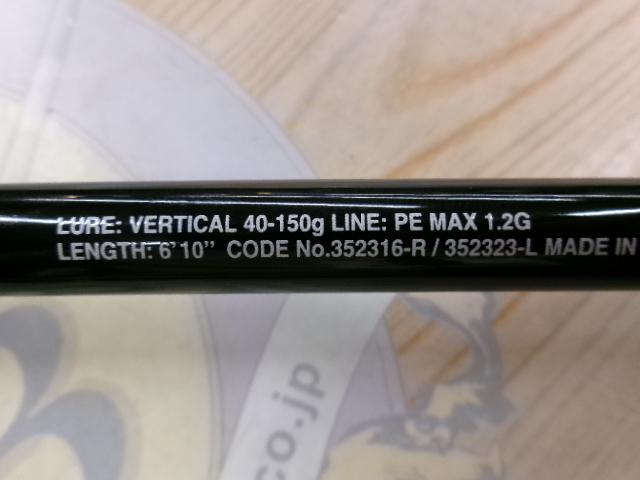 LURE: VERTICAL 40-150g LINE: PE MAX 1.2G
LENGTH: 6'10" CODE No.352316-R / 352323-L MADE IN
co.jp